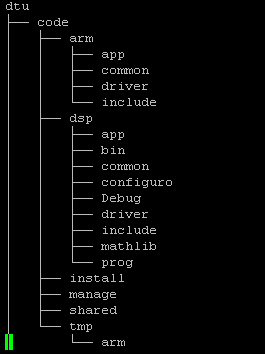 dtu
├── code
│   ├── arm
│   │   ├── app
│   │   ├── common
│   │   ├── driver
│   │   └── include
│   ├── dsp
│   │   ├── app
│   │   ├── bin
│   │   ├── common
│   │   ├── configuro
│   │   ├── Debug
│   │   ├── driver
│   │   ├── include
│   │   ├── mathlib
│   │   └── prog
│   ├── install
│   ├── manage
│   ├── shared
│   └── tmp
│       └── arm